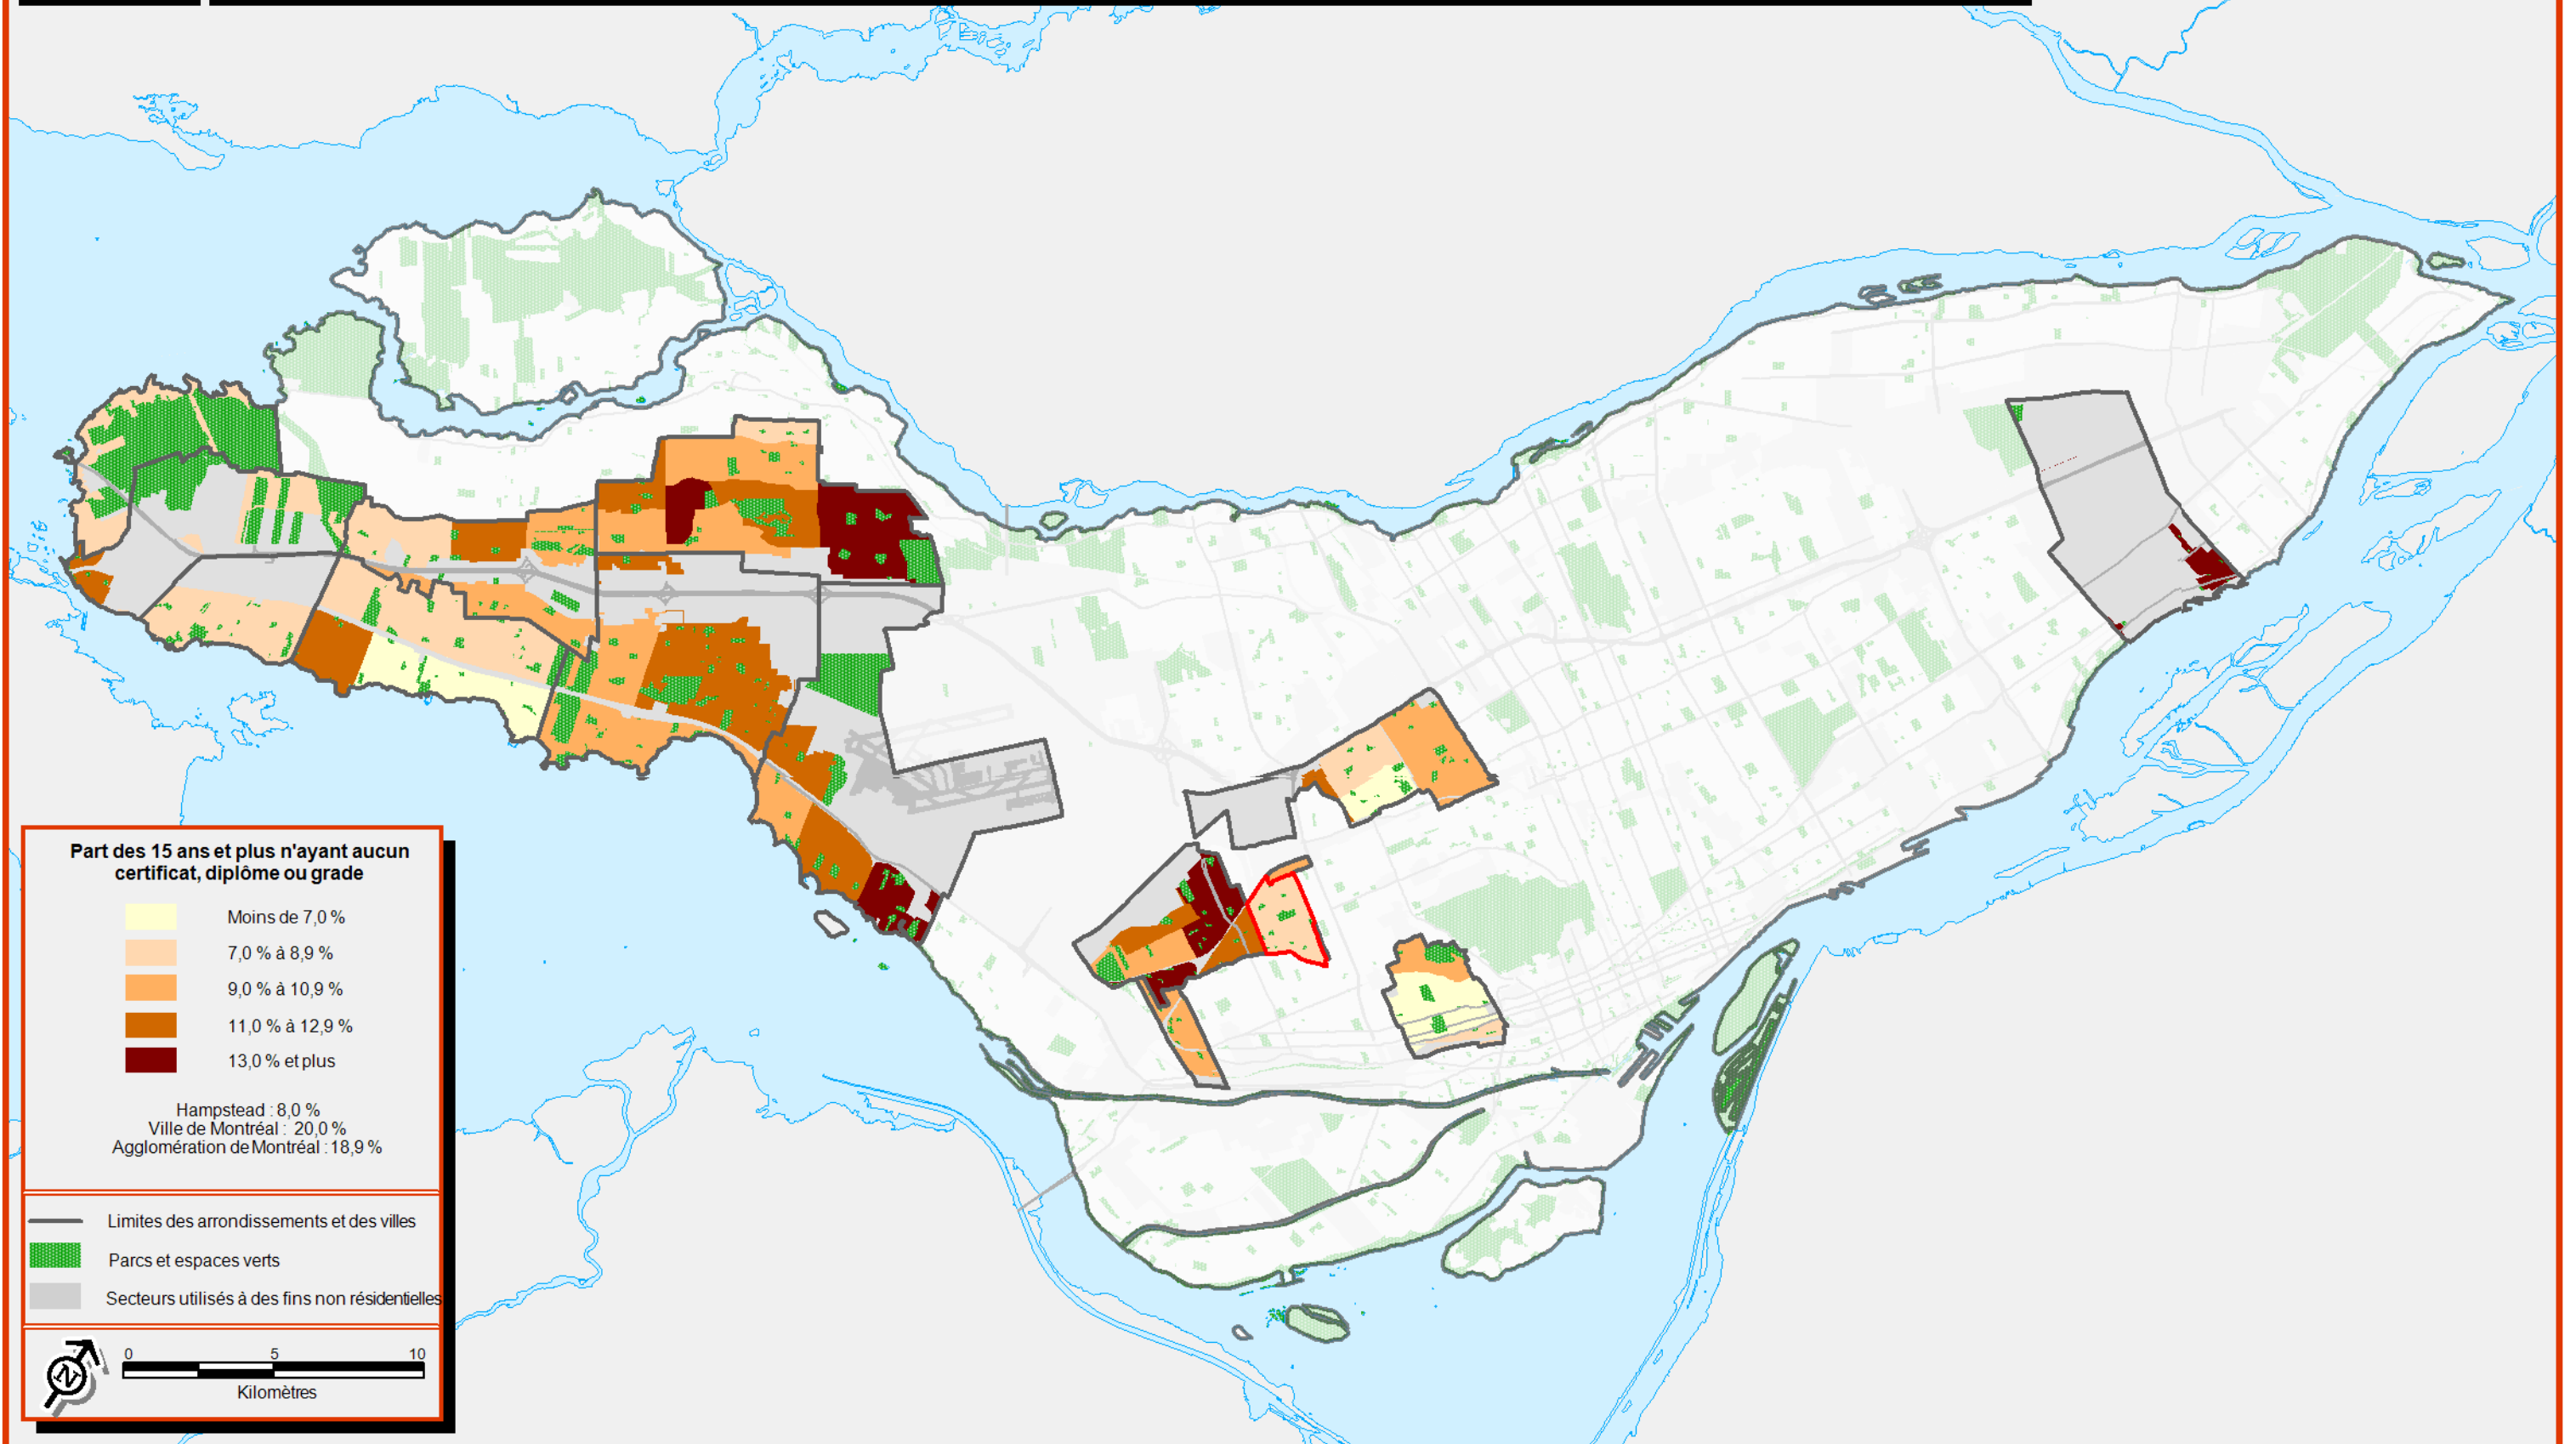 Part des 15 ans et plus n'ayant aucun
certificat, diplôme ou grade
Moins de 7,0 %
7,0 % à 8,9 %
9,0 % à 10,9 %
11,0 % à 12,9 %
13,0 % et plus
Hampstead : 8,0 %
Ville de Montréal : 20,0 %
Agglomération de Montréal : 18,9 %
Limites des arrondissements et des villes
Parcs et espaces verts
Secteurs utilisés à des fins non résidentielles
N
0 5 10
Kilomètres